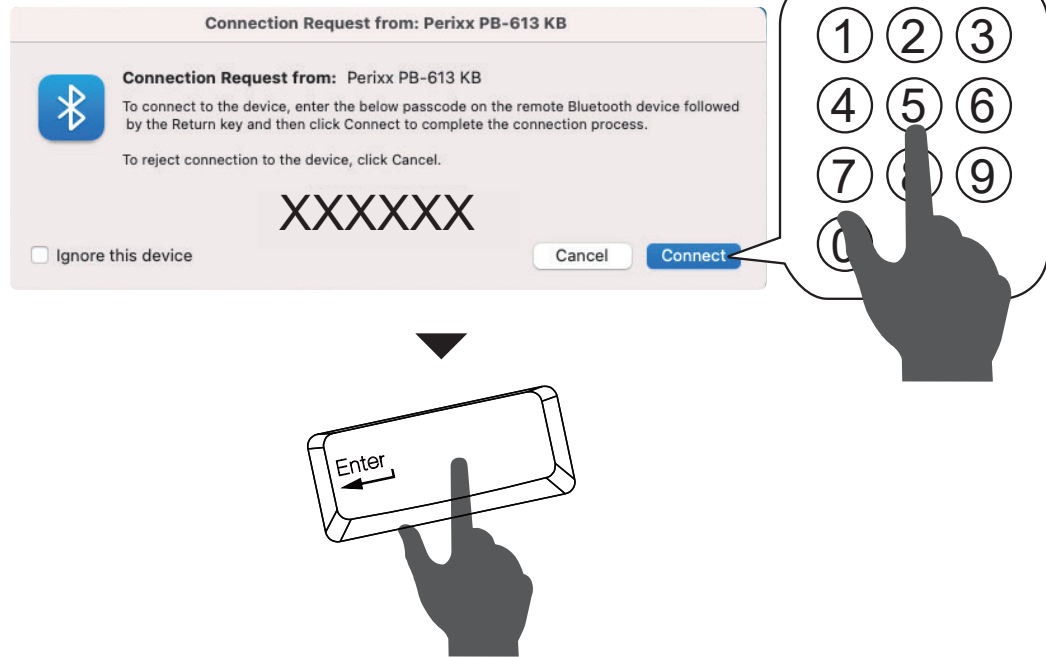 Connection Request from: Perixx PB-613 KB
Connection Request from: Perixx PB-613 KB
To connect to the device, enter the below passcode on the remote Bluetooth device followed
by the Return key and then click Connect to complete the connection process.
To reject connection to the device, click Cancel.
XXXXXX
Ignore this device
Cancel
Connect
1 2 3
4 5 6
7 8 9
0
Enter